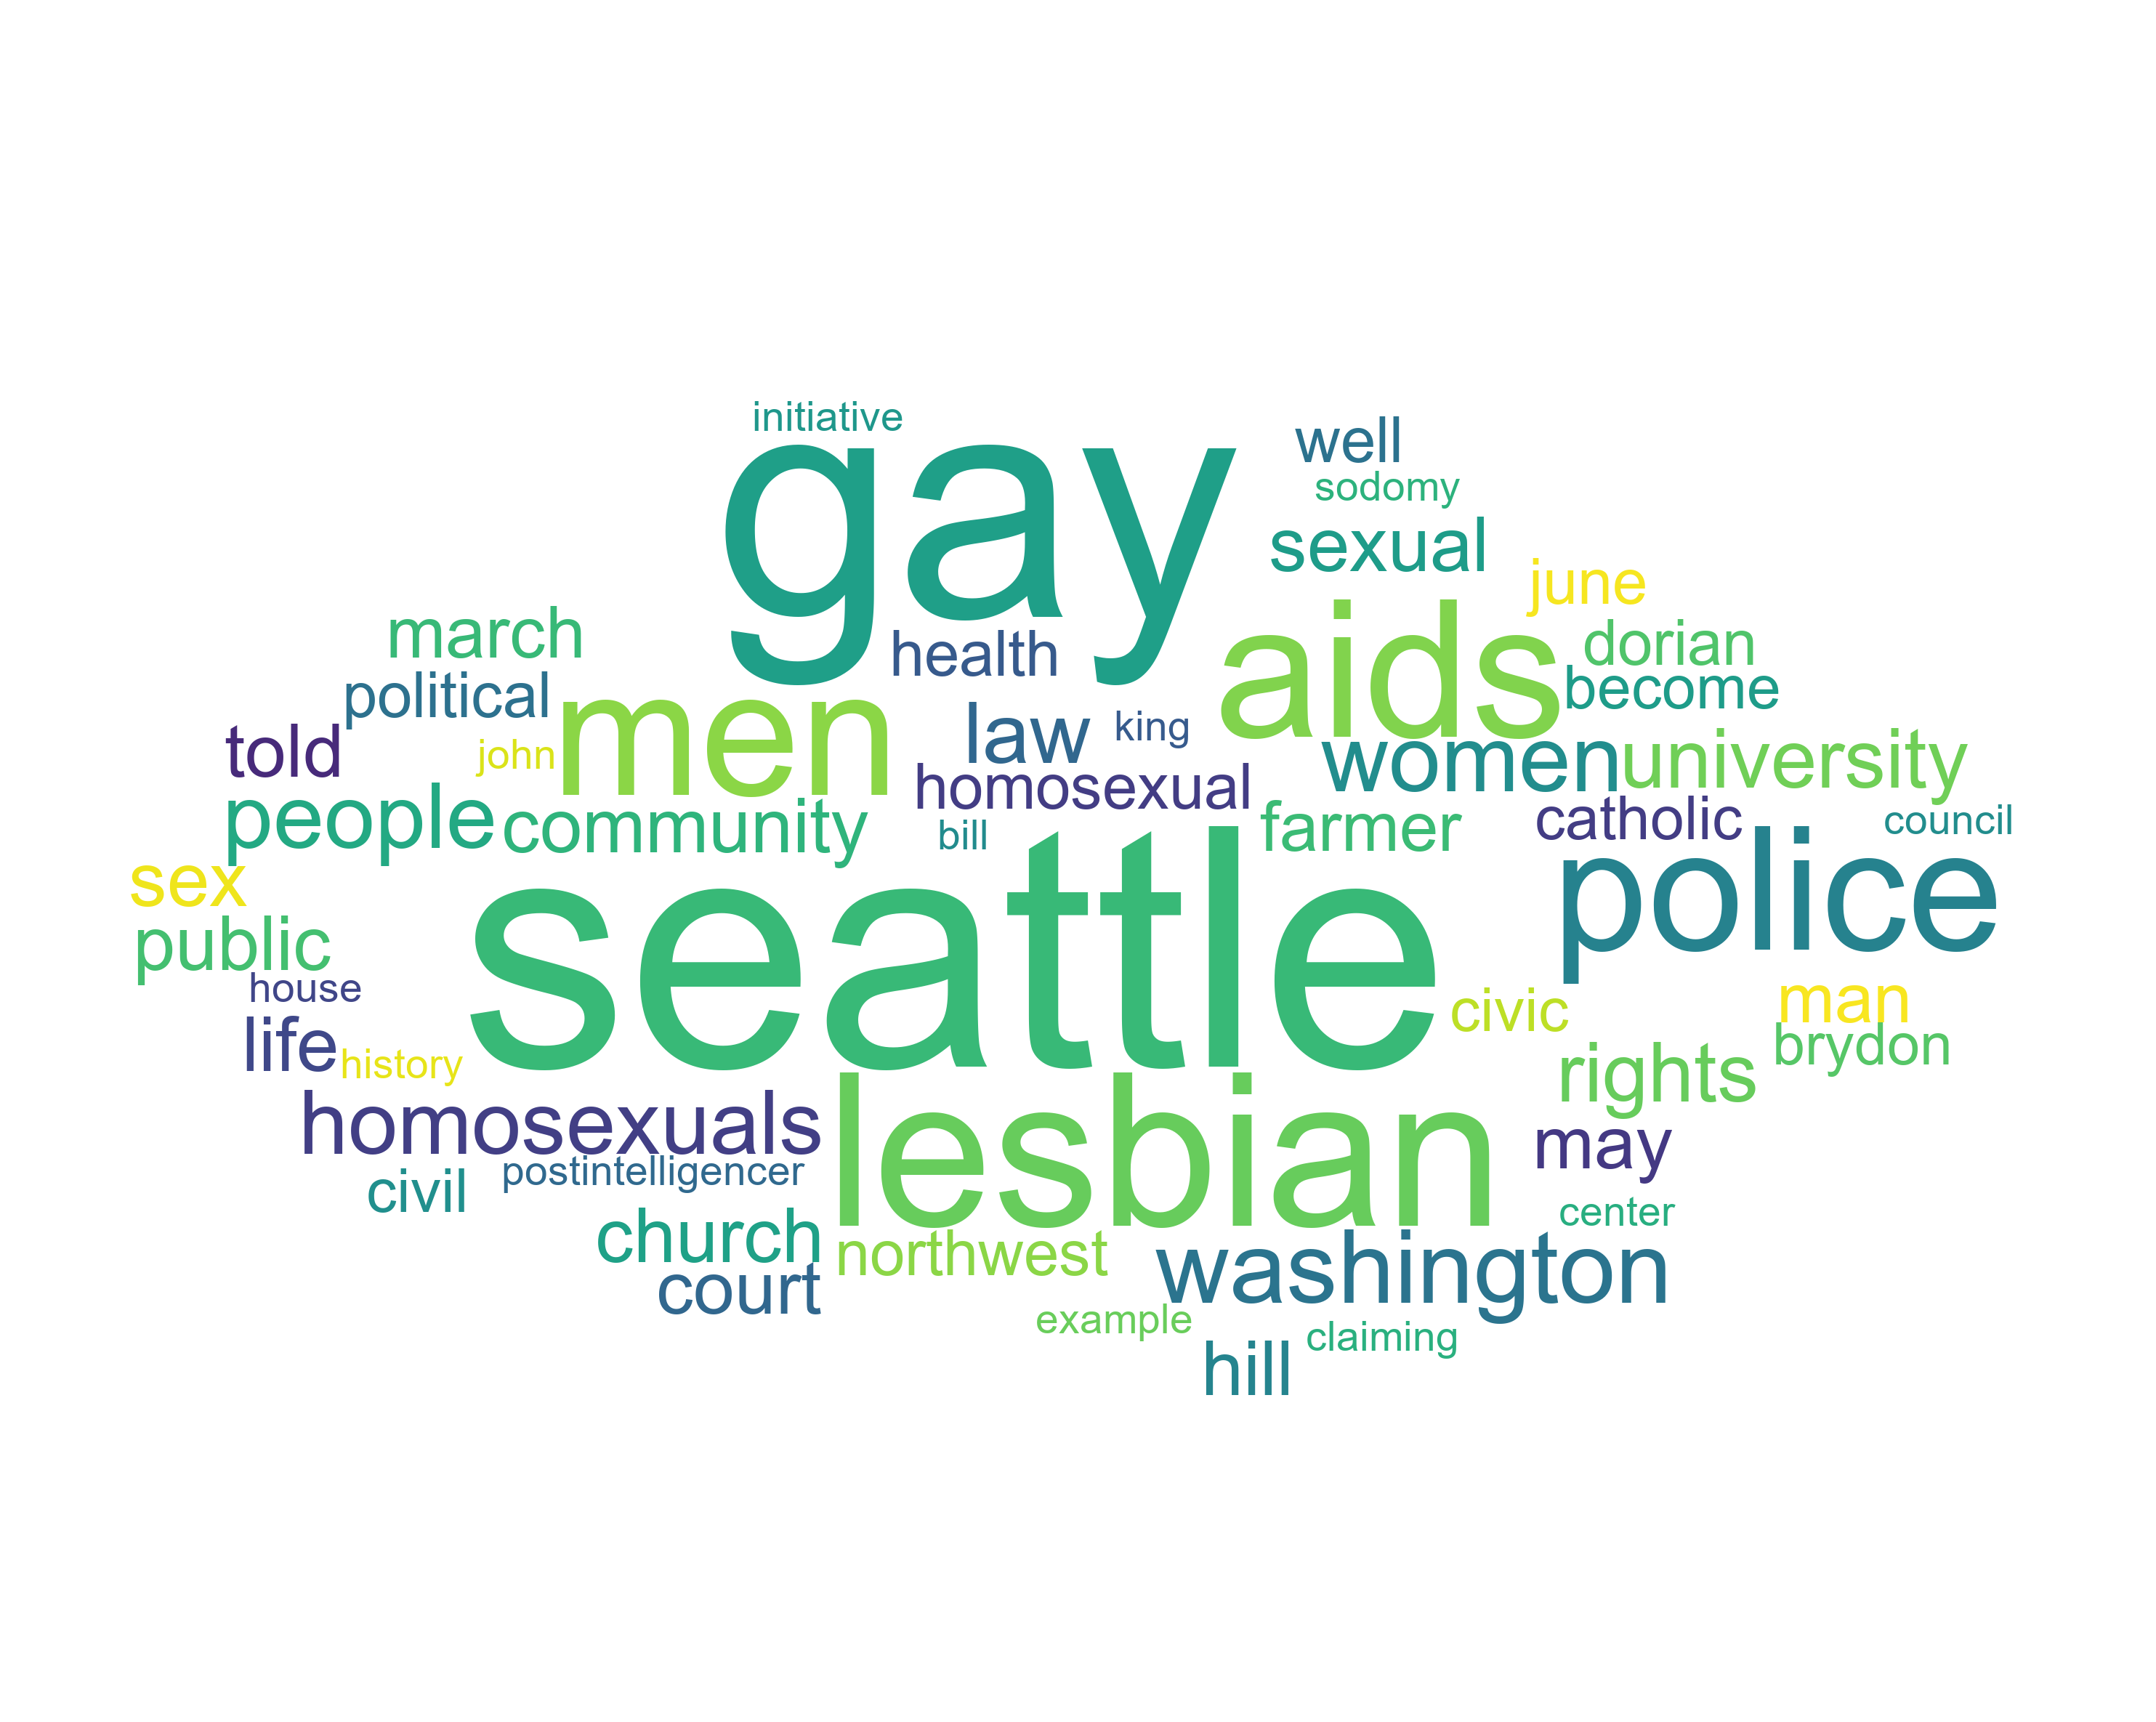 initiative
gay
well
sodomy
sexual
june
aids
march
health
dorian
political
men
become
law
king
told
john
women
university
homosexual
people
community
bill
farmer
catholic
council
seattle
police
sex
public
house
civic
man
life
history
brydon
rights
lesbian
homosexuals
may
postintelligencer
civil
center
church
northwest
washington
court
example
claiming
hill